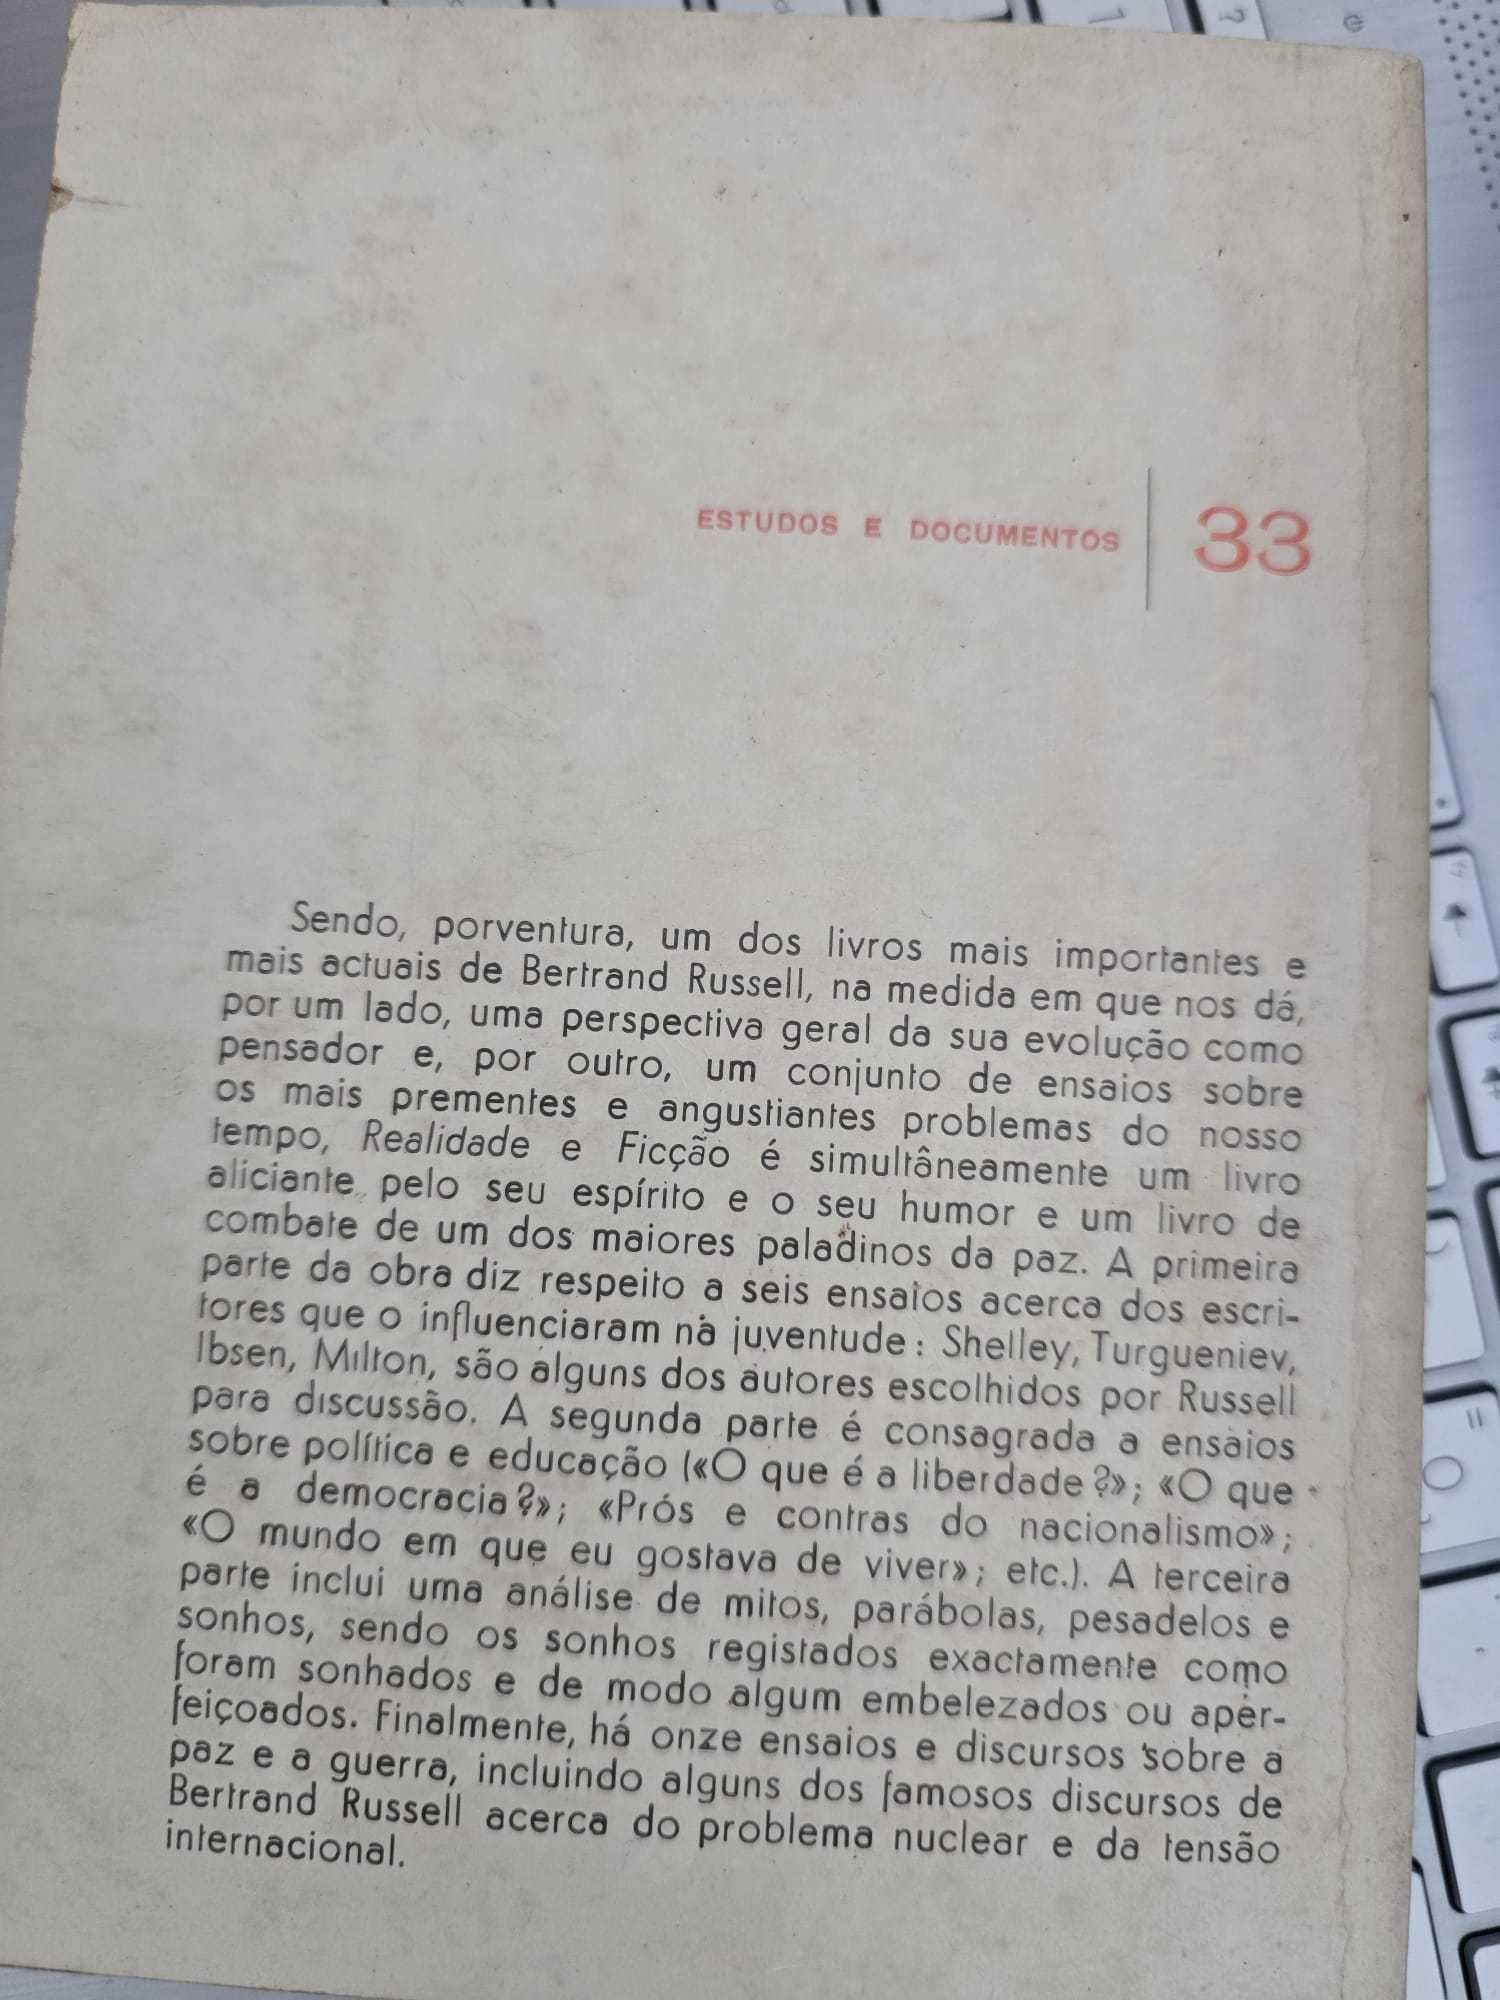 ESTUDOS E DOCUMENTOS 33
Sendo, porventura, um dos livros mais importantes e
mais actuais de Bertrand Russell, na medida em que nos dá,
por um lado, uma perspectiva geral da sua evolução como
pensador e, por outro, um conjunto de ensaios sobre
os mais prementes e angustiantes problemas do nosso
tempo, Realidade e Ficção é simultâneamente um livro
aliciante pelo seu espírito e o seu humor e um livro de
combate de um dos maiores paladinos da paz. A primeira
parte da obra diz respeito a seis ensaios acerca dos escri-
tores que o influenciaram na juventude: Shelley, Turgueniev,
Ibsen, Milton, são alguns dos autores escolhidos por Russell
para discussão. A segunda parte é consagrada a ensaios
sobre política e educação («O que é a liberdade?»; «O que
é a democracia?»; «Prós e contras do nacionalismo»;
«O mundo em que eu gostava de viver»; etc.). A terceira
parte inclui uma análise de mitos, parábolas, pesadelos e
sonhos, sendo os sonhos registados exactamente como
foram sonhados e de modo algum embelezados ou aper-
feiçoados. Finalmente, há onze ensaios e discursos sobre a
paz e a guerra, incluindo alguns dos famosos discursos de
Bertrand Russell acerca do problema nuclear e da tensão
internacional.